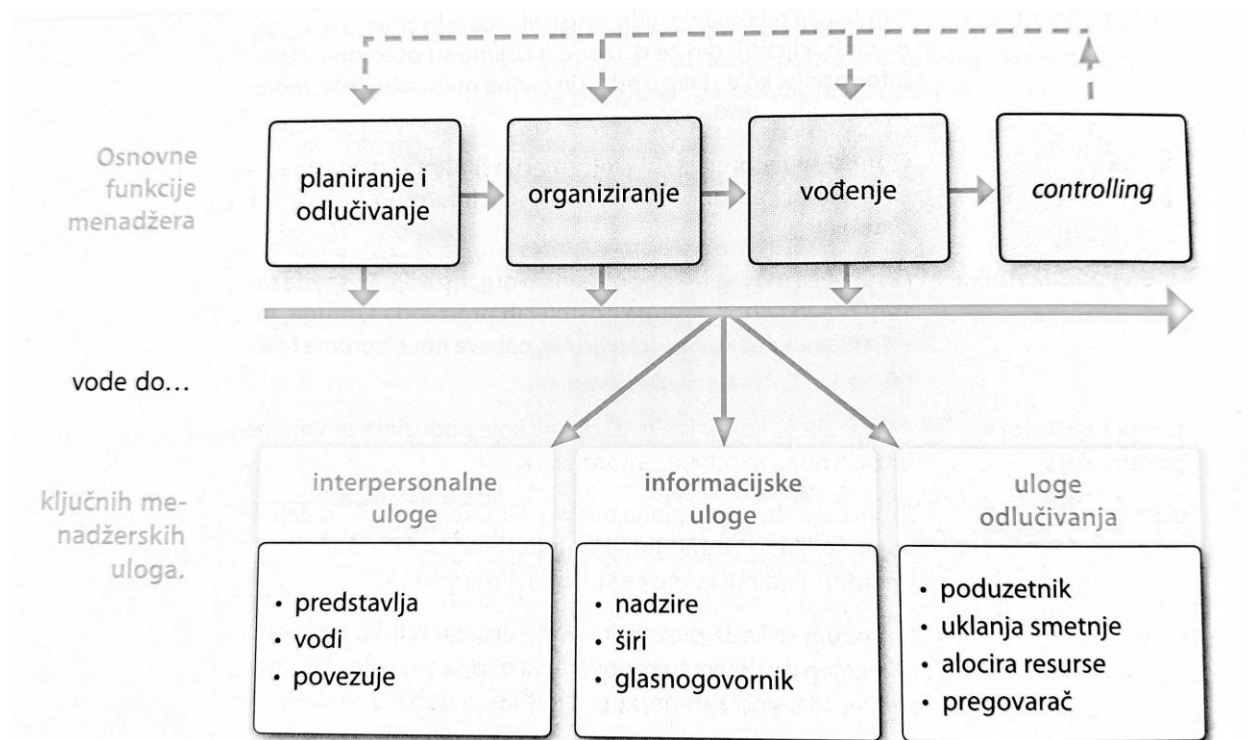 Osnovne
funkcije
menadžera
planiranje i
odlučivanje
organiziranje
vođenje
controlling
vode do...
ključnih me-
nadžerskih
uloga.
interpersonalne
uloge
• predstavlja
• vodi
• povezuje
informacijske
uloge
• nadzire
• širi
• glasnogovornik
uloge
odlučivanja
• poduzetnik
• uklanja smetnje
• alocira resurse
• pregovarač